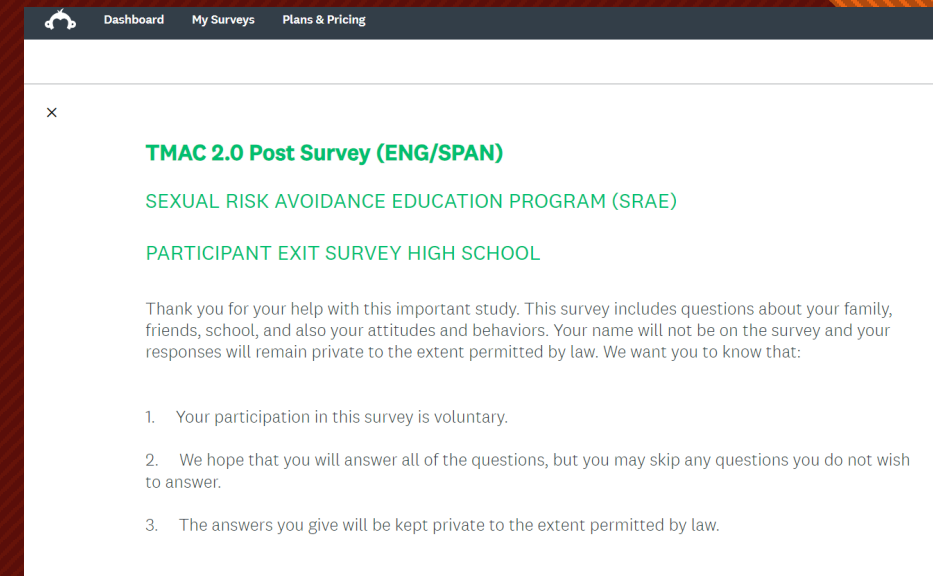 Dashboard My Surveys Plans & Pricing
×
TMAC 2.0 Post Survey (ENG/SPAN)
SEXUAL RISK AVOIDANCE EDUCATION PROGRAM (SRAE)
PARTICIPANT EXIT SURVEY HIGH SCHOOL
Thank you for your help with this important study. This survey includes questions about your family,
friends, school, and also your attitudes and behaviors. Your name will not be on the survey and your
responses will remain private to the extent permitted by law. We want you to know that:
1. Your participation in this survey is voluntary.
2. We hope that you will answer all of the questions, but you may skip any questions you do not wish
to answer.
3. The answers you give will be kept private to the extent permitted by law.